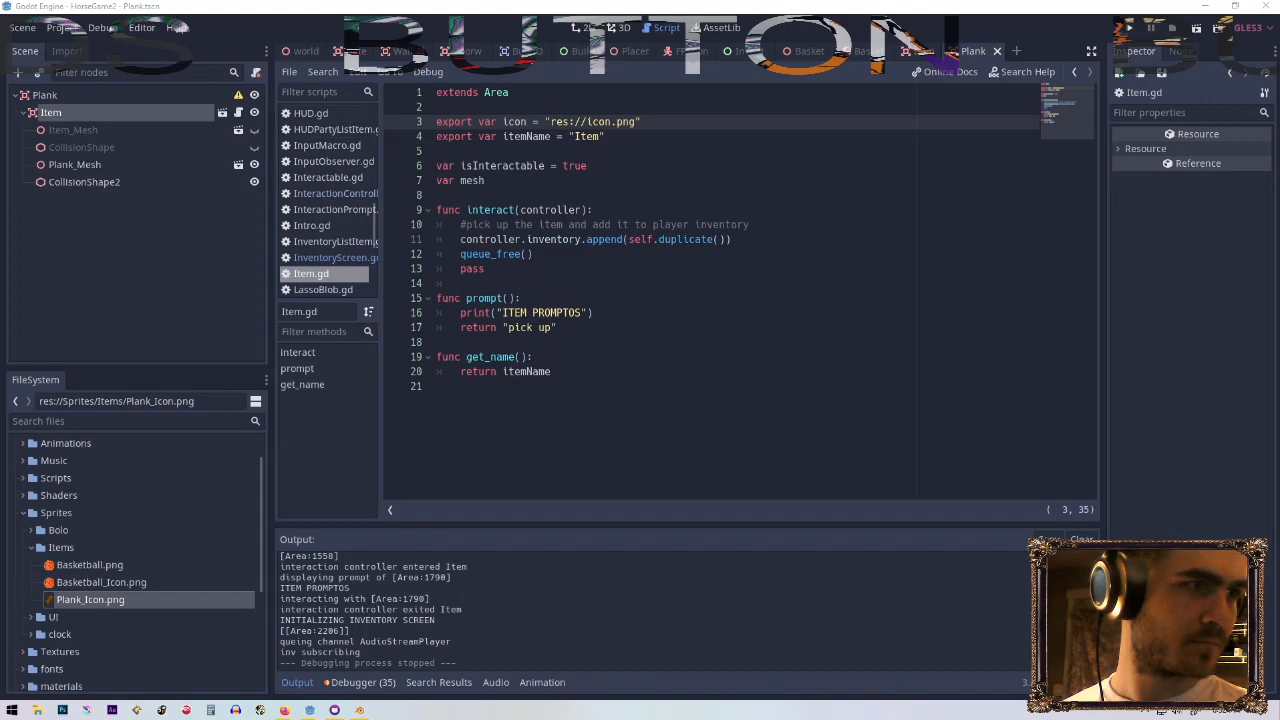 Godot Engine - HorseGame2 - Plank.tscn
Scene Editor Help
3D Script AssetLib GLES3
BUTTON
Scene Import
world Placer Basket Plank Inspector
Filter nodes
File Search Debug Online Docs Search Help
Plank
Item
Item_Mesh
CollisionShape
Plank_Mesh
CollisionShape2
Filter scripts
HUD.gd
HUDPartyListItem.g
InputMacro.gd
InputObserver.gd
Interactable.gd
InteractionControll
InteractionPrompt.
Intro.gd
InventoryListItem.g
InventoryScreen.gd
Item.gd
LassoBlob.gd
Item.gd
Filter methods
interact
prompt
get_name
1 extends Area
2
3 export var icon = "res://icon.png"
4 export var itemName = "Item"
5
6 var isInteractable = true
7 var mesh
8
9 func interact(controller):
10 #pick up the item and add it to player inventory
11 controller.inventory.append(self.duplicate())
12 queue_free()
13 pass
14
15 func prompt():
16 print("ITEM PROMPTOS")
17 return "pick up"
18
19 func get_name():
20 return itemName
21
( 3, 35)
Item.gd
Filter properties
Resource
Resource
Reference
FileSystem
res://Sprites/Items/Plank_Icon.png
Search files
Animations
Music
Scripts
Shaders
Sprites
Bolo
Items
Basketball.png
Basketball_Icon.png
Plank_Icon.png
UI
clock
Textures
fonts
materials
Output:
Clear
[Area:1558]
interaction controller entered Item
displaying prompt of [Area:1790]
ITEM PROMPTOS
interacting with [Area:1790]
interaction controller exited Item
INITIALIZING INVENTORY SCREEN
[[Area:2206]]
queing channel AudioStreamPlayer
inv subscribing
--- Debugging process stopped ---
Output Debugger (35) Search Results Audio Animation